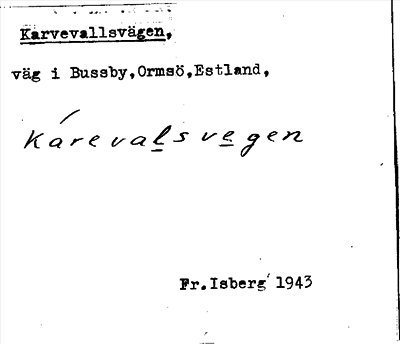 Karvevallsvägen,
väg i Bussby,Ormsö,Estland,
Kárevalsvegen
Fr.Isberg 1943